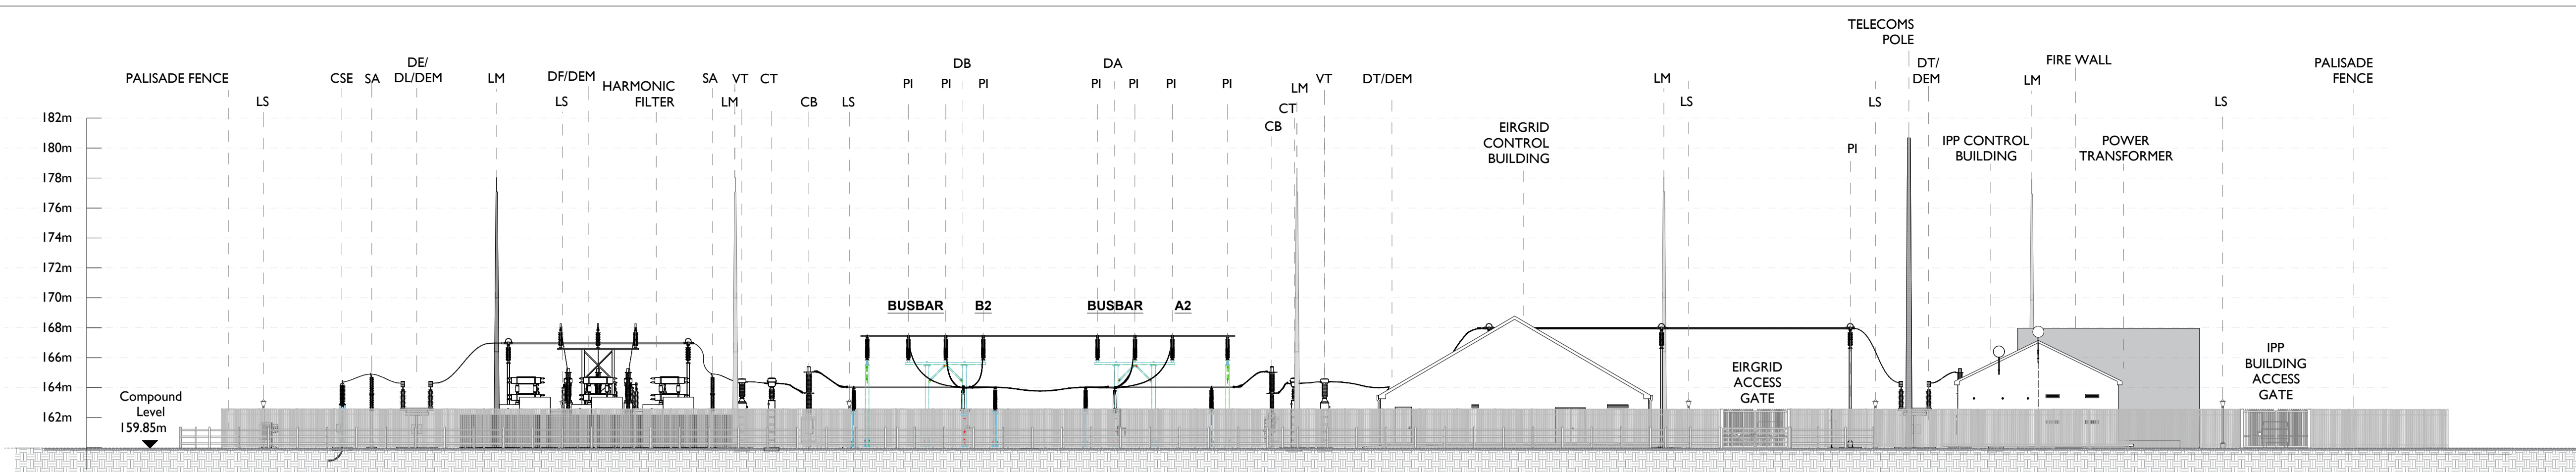 TELECOMS
POLE
PALISADE FENCE
LS
CSE
SA
DE/
DL/DEM
LM
DF/DEM
LS
HARMONIC
FILTER
SA
VT
LM
CT
CB
LS
PI
PI
DB
PI
DA
PI
PI
PI
PI
CB
CT
LM
VT
DT/DEM
EIRGRID
CONTROL
BUILDING
LM
LS
PI
LS
DT/
DEM
IPP CONTROL
BUILDING
LM
FIRE WALL
POWER
TRANSFORMER
LS
PALISADE
FENCE
182m
180m
178m
176m
174m
172m
170m
168m
166m
164m
162m
BUSBAR B2
BUSBAR A2
EIRGRID
ACCESS
GATE
IPP
BUILDING
ACCESS
GATE
Compound
Level
159.85m